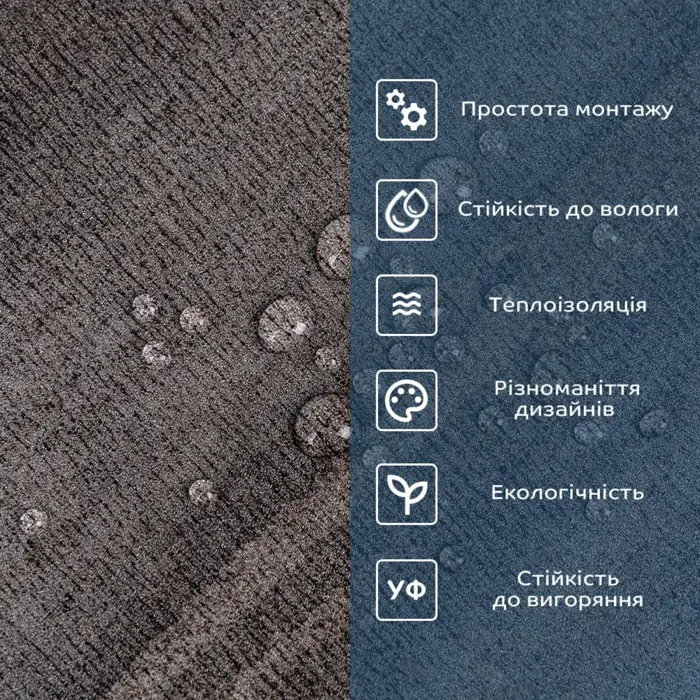 Простота монтажу
Стійкість до вологи
Теплоізоляція
Різноманіття
дизайнів
Екологічність
УФ
Стійкість
до вигоряння